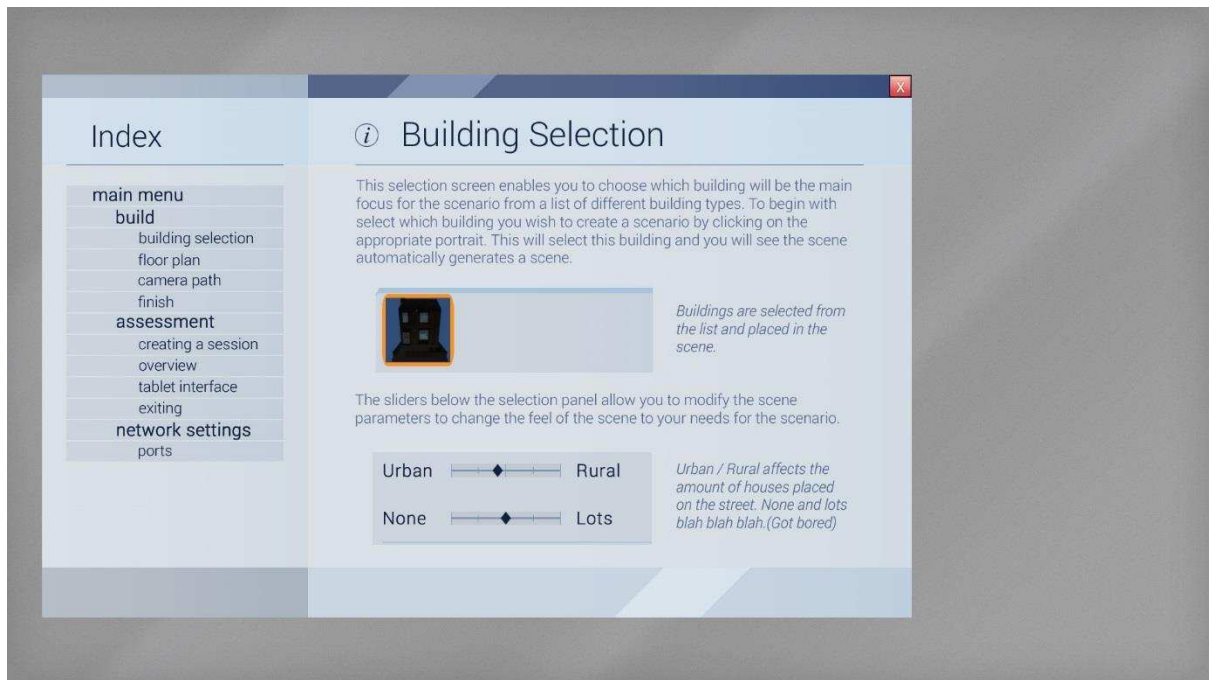 X
Index
i Building Selection
main menu
build
building selection
floor plan
camera path
finish
assessment
creating a session
overview
tablet interface
exiting
network settings
ports
This selection screen enables you to choose which building will be the main
focus for the scenario from a list of different building types. To begin with
select which building you wish to create a scenario by clicking on the
appropriate portrait. This will select this building and you will see the scene
automatically generates a scene.
Buildings are selected from
the list and placed in the
scene.
The sliders below the selection panel allow you to modify the scene
parameters to change the feel of the scene to your needs for the scenario.
Urban Rural
None Lots
Urban / Rural affects the
amount of houses placed
on the street. None and lots
blah blah blah.(Got bored)